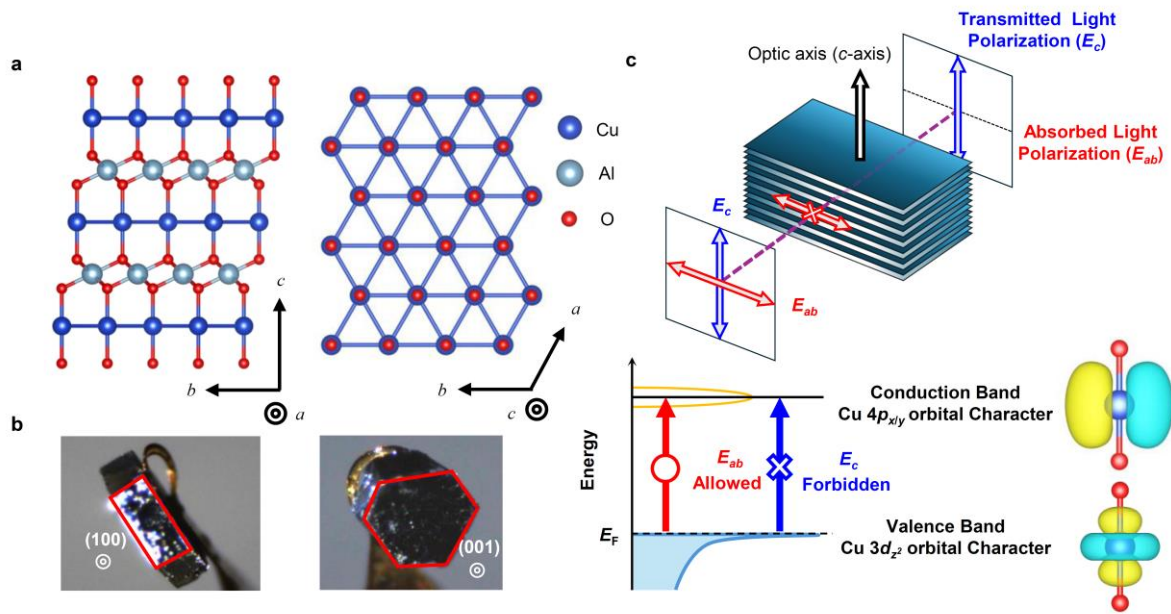 a
Cu
Al
O
c
b
a
a
b
c
b
(100)
(001)
c
Transmitted Light
Polarization (Ec)
Optic axis (c-axis)
Absorbed Light
Polarization (Eab)
Ec
Eab
Energy
EF
Eab
Allowed
Ec
Forbidden
Conduction Band
Cu 4px/y orbital Character
Valence Band
Cu 3dz2 orbital Character